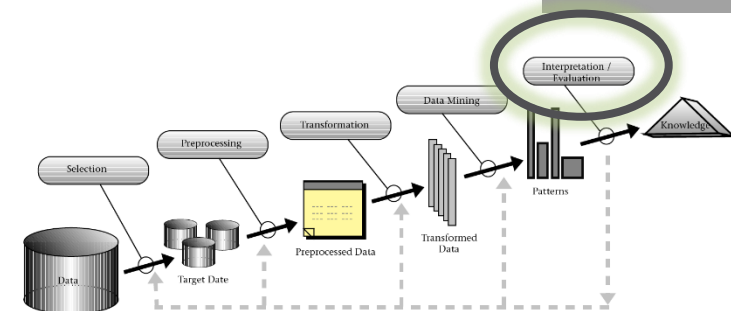 Interpretation /
Evaluation
Data Mining
Knowledge
Transformation
Preprocessing
Selection
Patterns
Transformed
Data
Preprocessed Data
Target Date
Data